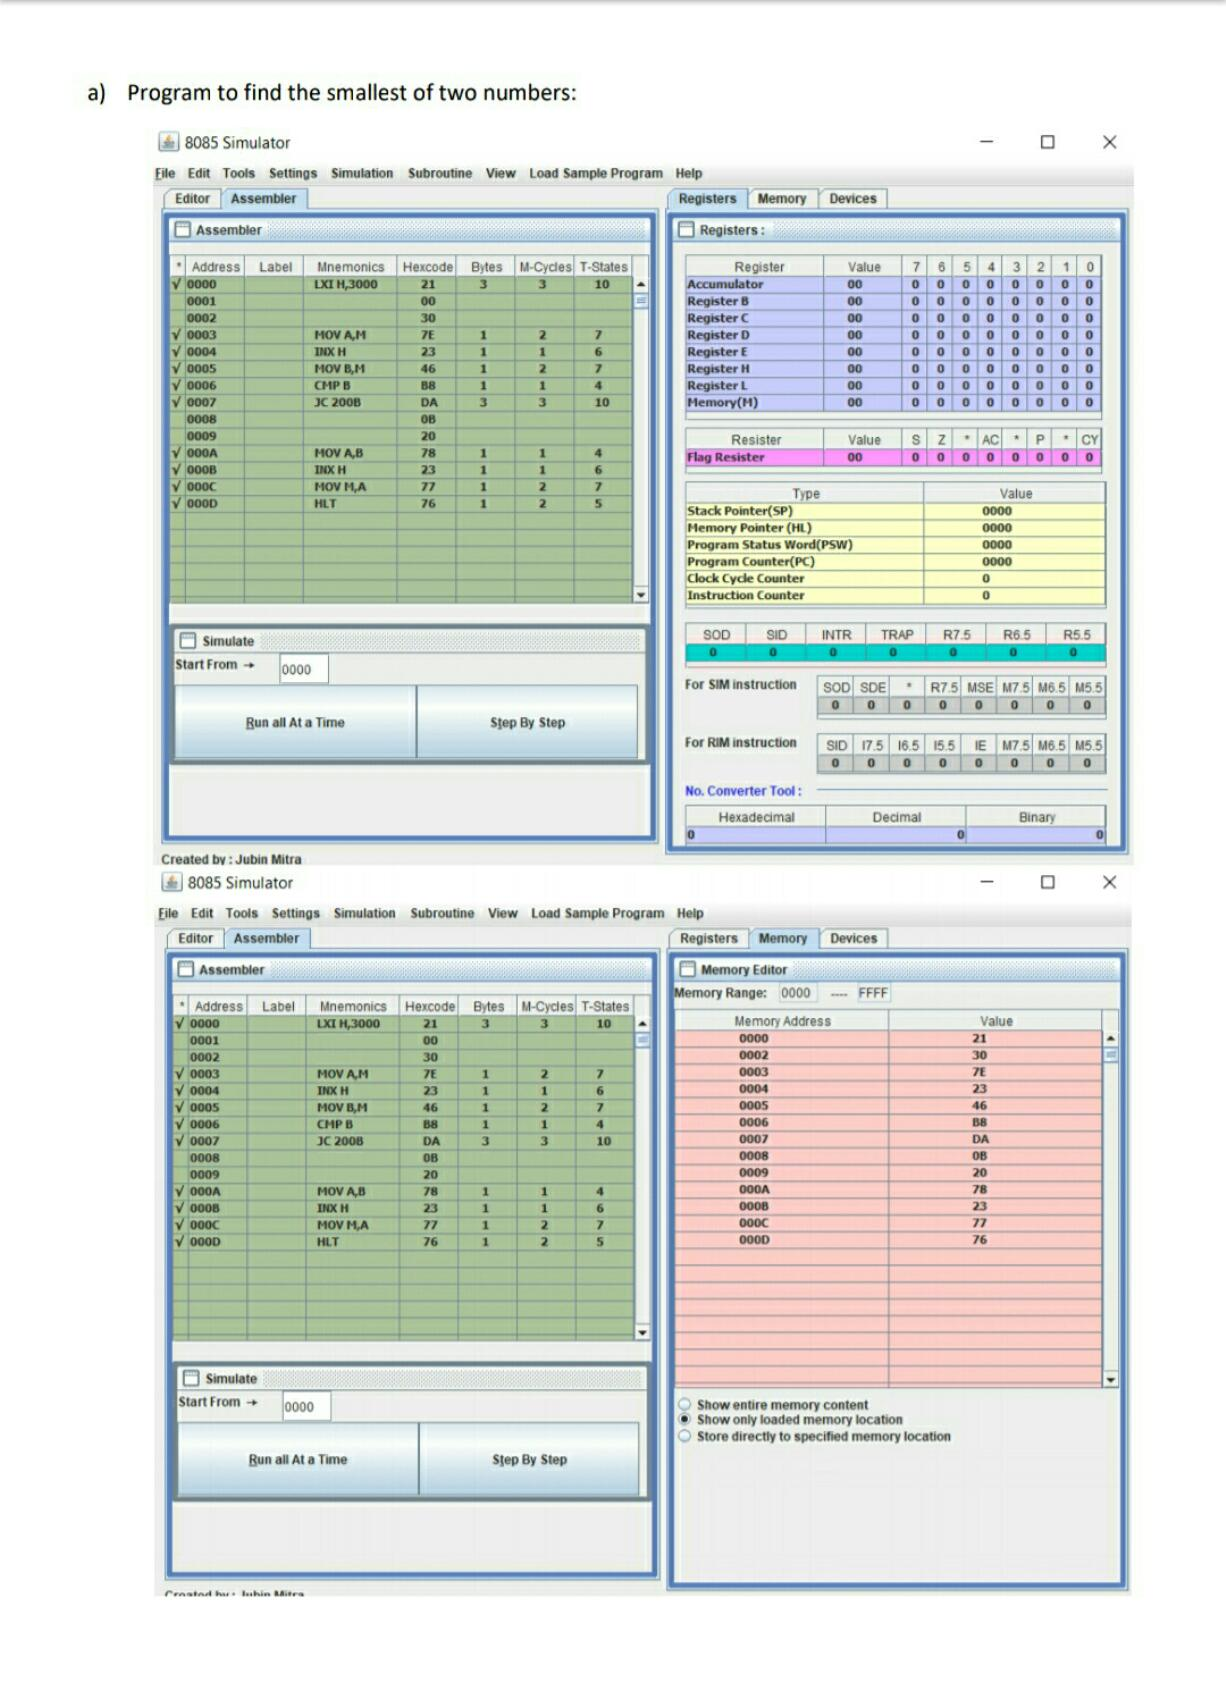 a) Program to find the smallest of two numbers:
8085 Simulator
File Edit Tools Settings Simulation Subroutine View Load Sample Program Help
Editor Assembler
Assembler
* Address Label Mnemonics Hexcode Bytes M-Cycles T-States
√ 0000 LXI H,3000 21 3 3 10
0001 00
0002 30
√ 0003 MOV A,M 7E 1 2 7
√ 0004 INX H 23 1 1 6
√ 0005 MOV B,M 46 1 2 7
√ 0006 CMP B B8 1 1 4
√ 0007 JC 200B DA 3 3 10
0008 0B
0009 20
√ 000A MOV A,B 78 1 1 4
√ 000B INX H 23 1 1 6
√ 000C MOV M,A 77 1 2 7
√ 000D HLT 76 1 2 5
Simulate
Start From → 0000
Run all At a Time Step By Step
Created by : Jubin Mitra
Registers Memory Devices
Registers :
Register Value 7 6 5 4 3 2 1 0
Accumulator 00 0 0 0 0 0 0 0 0
Register B 00 0 0 0 0 0 0 0 0
Register C 00 0 0 0 0 0 0 0 0
Register D 00 0 0 0 0 0 0 0 0
Register E 00 0 0 0 0 0 0 0 0
Register H 00 0 0 0 0 0 0 0 0
Register L 00 0 0 0 0 0 0 0 0
Memory(M) 00 0 0 0 0 0 0 0 0
Resister Value S Z * AC * P * CY
Flag Resister 00 0 0 0 0 0 0 0 0
Type Value
Stack Pointer(SP) 0000
Memory Pointer (HL) 0000
Program Status Word(PSW) 0000
Program Counter(PC) 0000
Clock Cycle Counter 0
Instruction Counter 0
SOD SID INTR TRAP R7.5 R6.5 R5.5
0 0 0 0 0 0 0
For SIM instruction SOD SDE * R7.5 MSE M7.5 M6.5 M5.5
0 0 0 0 0 0 0 0
For RIM instruction SID I7.5 I6.5 I5.5 IE M7.5 M6.5 M5.5
0 0 0 0 0 0 0 0
No. Converter Tool :
Hexadecimal Decimal Binary
0 0 0
8085 Simulator
File Edit Tools Settings Simulation Subroutine View Load Sample Program Help
Editor Assembler
Assembler
* Address Label Mnemonics Hexcode Bytes M-Cycles T-States
√ 0000 LXI H,3000 21 3 3 10
0001 00
0002 30
√ 0003 MOV A,M 7E 1 2 7
√ 0004 INX H 23 1 1 6
√ 0005 MOV B,M 46 1 2 7
√ 0006 CMP B B8 1 1 4
√ 0007 JC 200B DA 3 3 10
0008 0B
0009 20
√ 000A MOV A,B 78 1 1 4
√ 000B INX H 23 1 1 6
√ 000C MOV M,A 77 1 2 7
√ 000D HLT 76 1 2 5
Simulate
Start From → 0000
Run all At a Time Step By Step
Created by : Jubin Mitra
Registers Memory Devices
Memory Editor
Memory Range: 0000 ---- FFFF
Memory Address Value
0000 21
0002 30
0003 7E
0004 23
0005 46
0006 B8
0007 DA
0008 0B
0009 20
000A 78
000B 23
000C 77
000D 76
Show entire memory content
Show only loaded memory location
Store directly to specified memory location